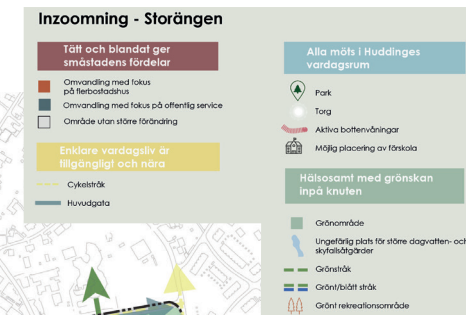 Inzoomning - Storängen
Tätt och blandat ger
småstadens fördelar
Omvandling med fokus
på flerbostadshus
Omvandling med fokus på offentlig service
Område utan större förändring
Enklare vardagsliv är
tillgängligt och nära
Cykelstråk
Huvudgata
Alla möts i Huddinges
vardagsrum
Park
Torg
Aktiva bottenvåningar
Möjlig placering av förskola
Hälsosamt med grönskan
inpå knuten
Grönområde
Ungefärlig plats för större dagvatten- och
skyfallsåtgärder
Grönstråk
Grönt/blått stråk
Grönt rekreationsområde